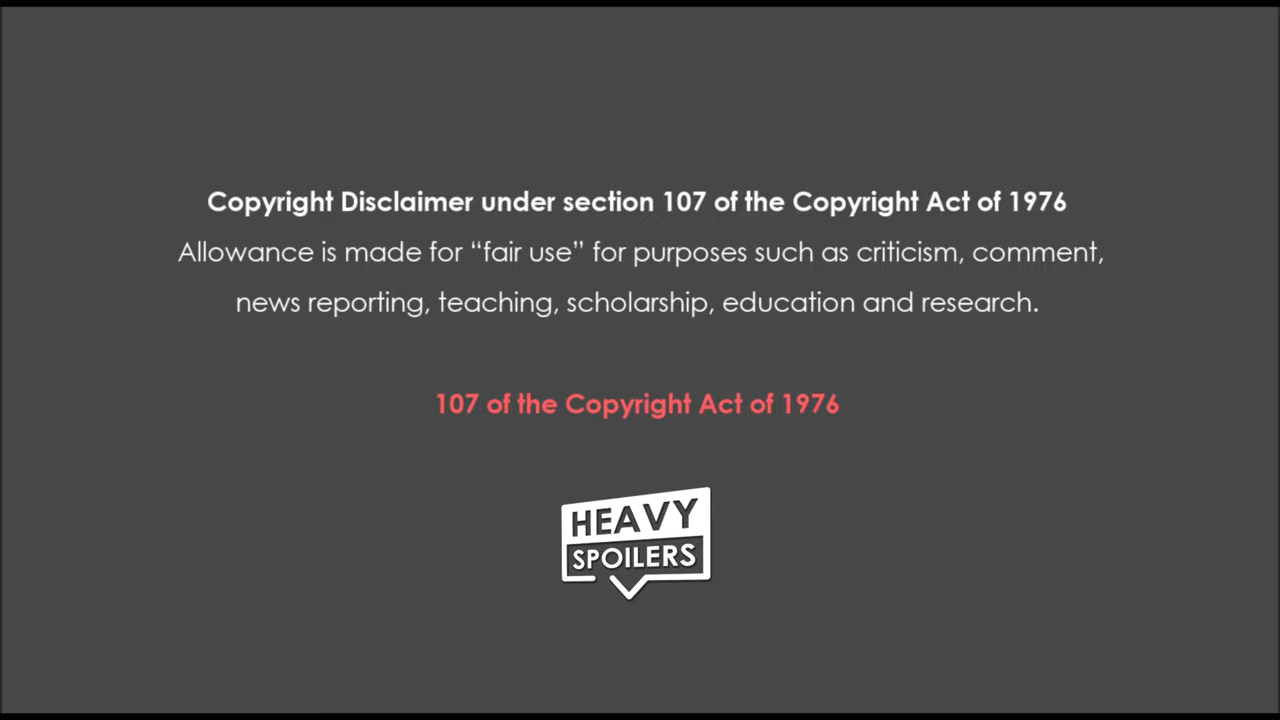 Copyright Disclaimer under section 107 of the Copyright Act of 1976
Allowance is made for “fair use” for purposes such as criticism, comment,
news reporting, teaching, scholarship, education and research.
107 of the Copyright Act of 1976
HEAVY
SPOILERS